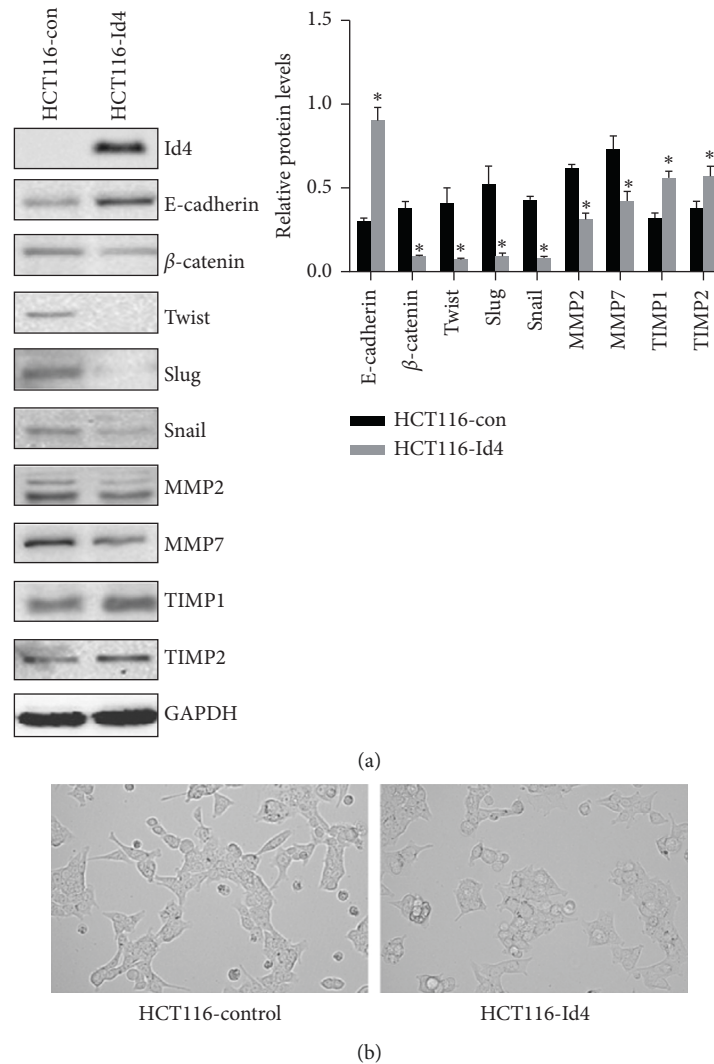 HCT116-con
HCT116-Id4
Id4
E-cadherin
β-catenin
Twist
Slug
Snail
MMP2
MMP7
TIMP1
TIMP2
GAPDH
Relative protein levels
1.5
1.0
0.5
0.0
*
*
*
*
*
*
*
*
*
E-cadherin
β-catenin
Twist
Slug
Snail
MMP2
MMP7
TIMP1
TIMP2
HCT116-con
HCT116-Id4
(a)
HCT116-control
HCT116-Id4
(b)